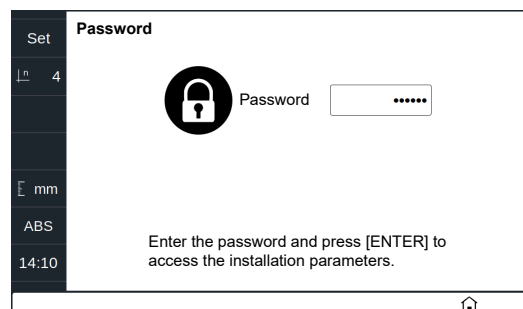 Set
n 4
mm
ABS
14:10
Password
Password ••••••
Enter the password and press [ENTER] to
access the installation parameters.